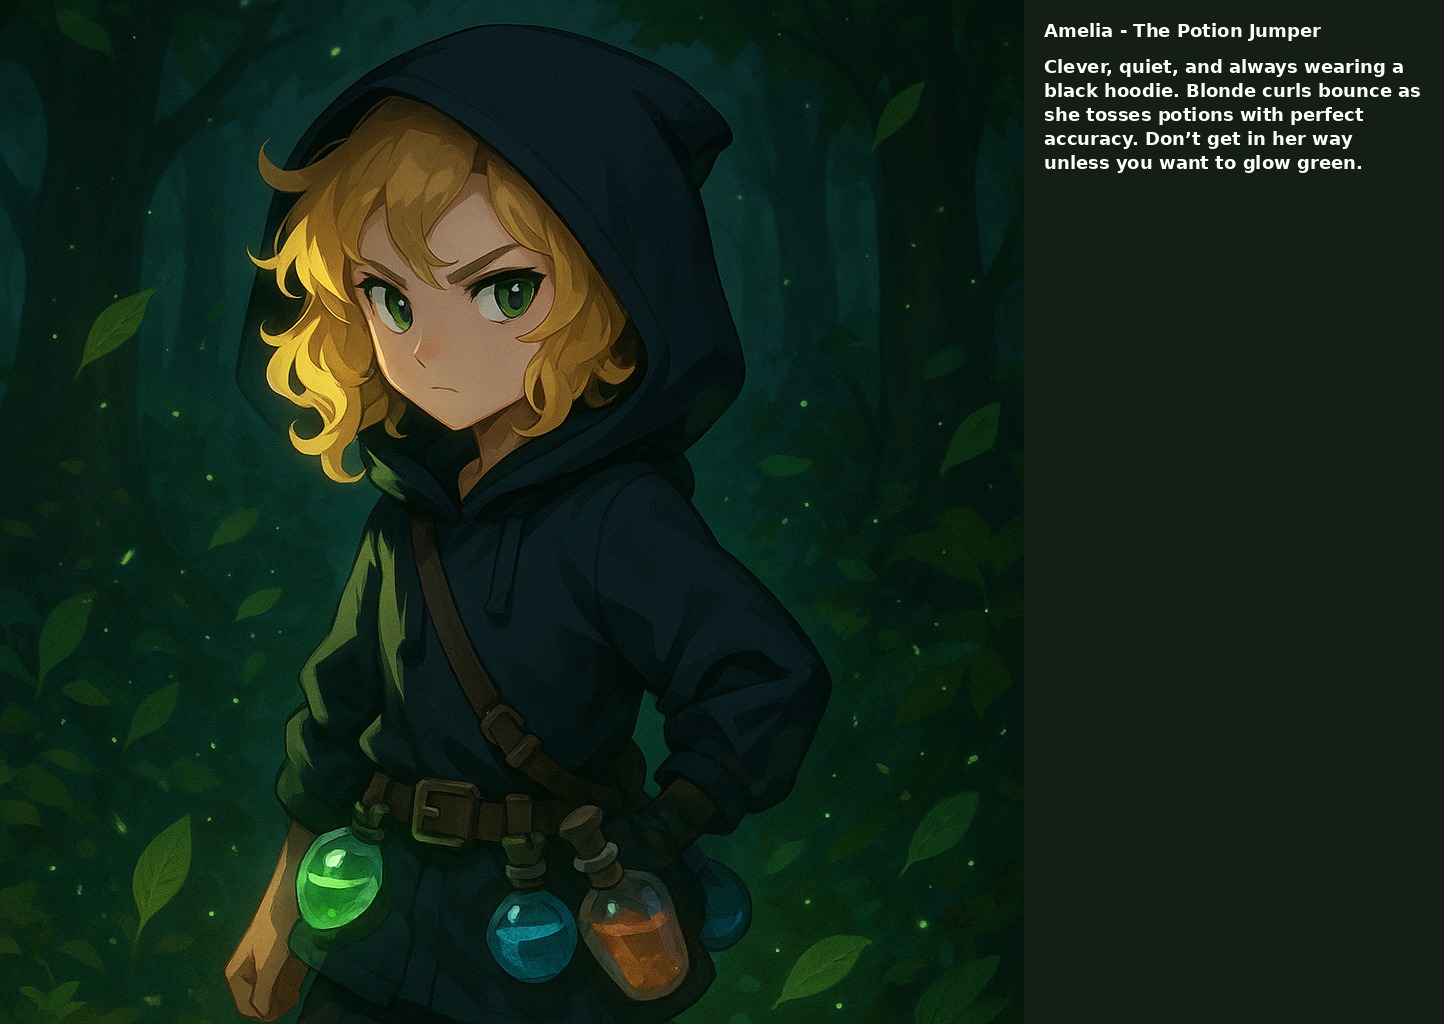 Amelia - The Potion Jumper
Clever, quiet, and always wearing a
black hoodie. Blonde curls bounce as
she tosses potions with perfect
accuracy. Don’t get in her way
unless you want to glow green.